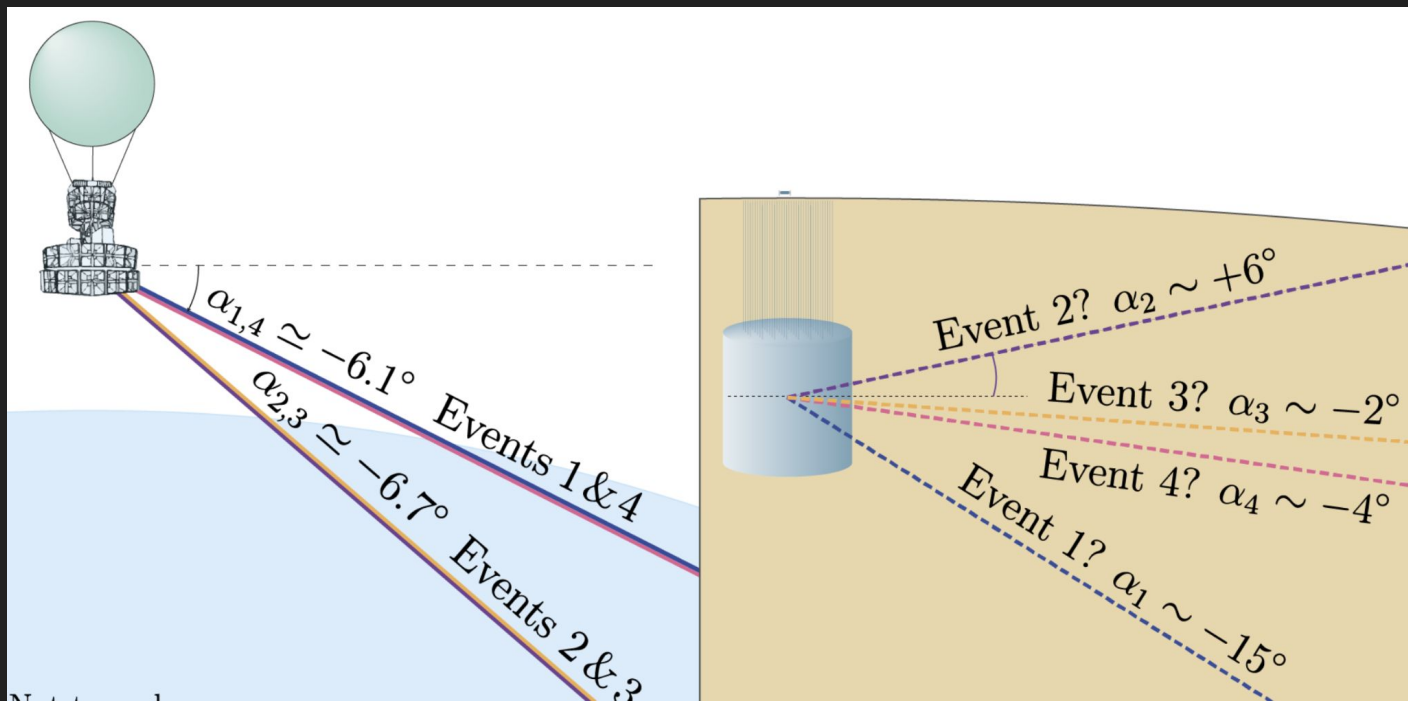 α₁,₄ ≃ −6.1° Events 1 & 4
α₂,₃ ≃ −6.7° Events 2 & 3
Event 2? α₂ ∼ +6°
Event 3? α₃ ∼ −2°
Event 4? α₄ ∼ −4°
Event 1? α₁ ∼ −15°